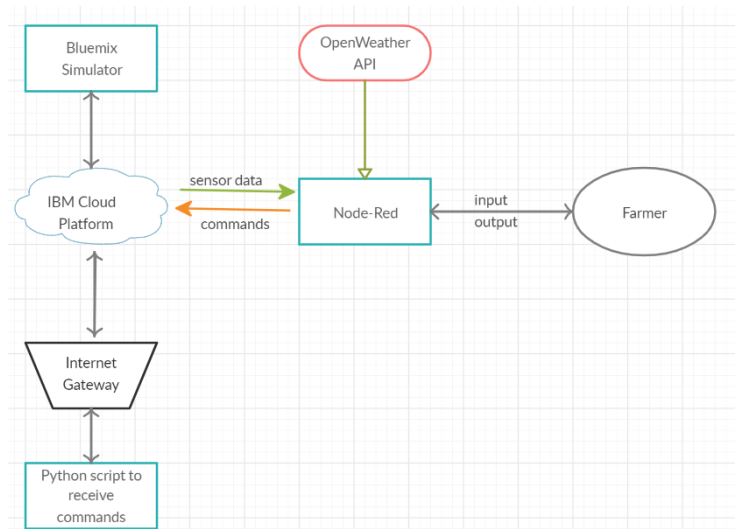 Bluemix
Simulator
OpenWeather
API
sensor data
IBM Cloud
Platform
commands
Node-Red
input
output
Farmer
Internet
Gateway
Python script to
receive
commands